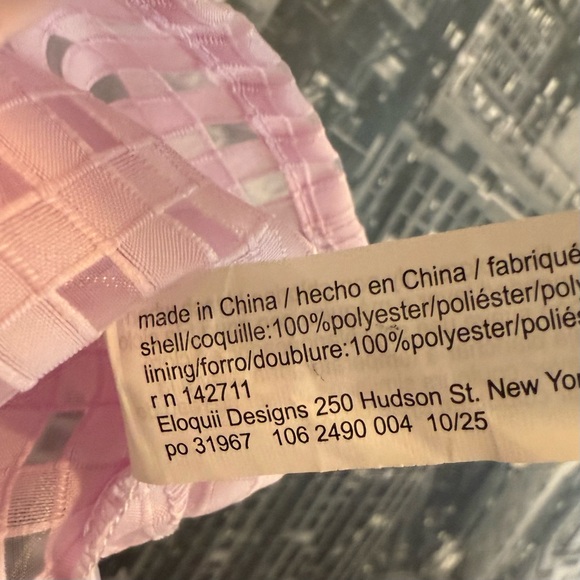 made in China / hecho en China / fabriqué
shell/coquille:100%polyester/poliéster/poly
lining/forro/doublure:100%polyester/poliés
r n 142711
Eloquii Designs 250 Hudson St. New Yor
po 31967 106 2490 004 10/25